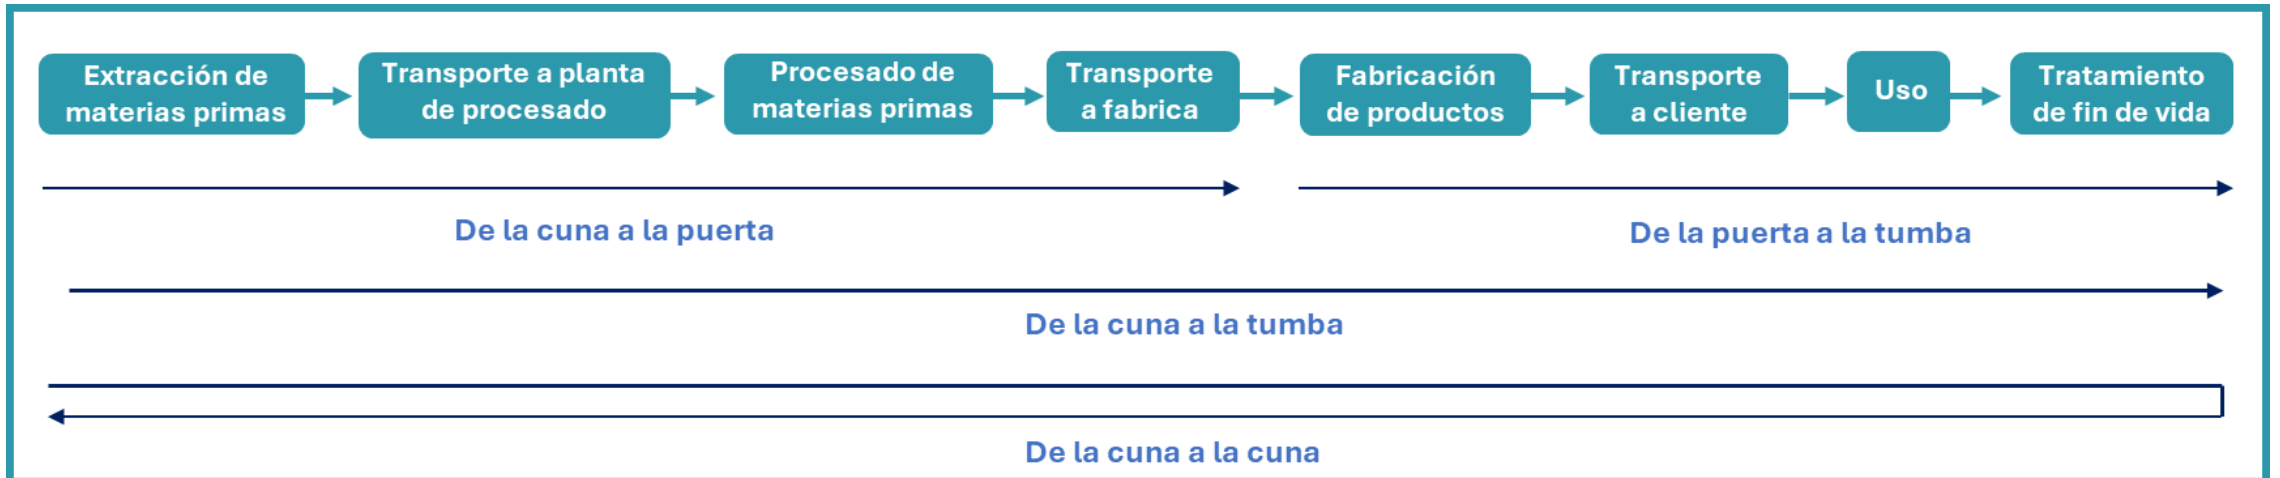 Extracción de
materias primas
Transporte a planta
de procesado
Procesado de
materias primas
Transporte
a fabrica
Fabricación
de productos
Transporte
a cliente
Uso
Tratamiento
de fin de vida
De la cuna a la puerta
De la puerta a la tumba
De la cuna a la tumba
De la cuna a la cuna